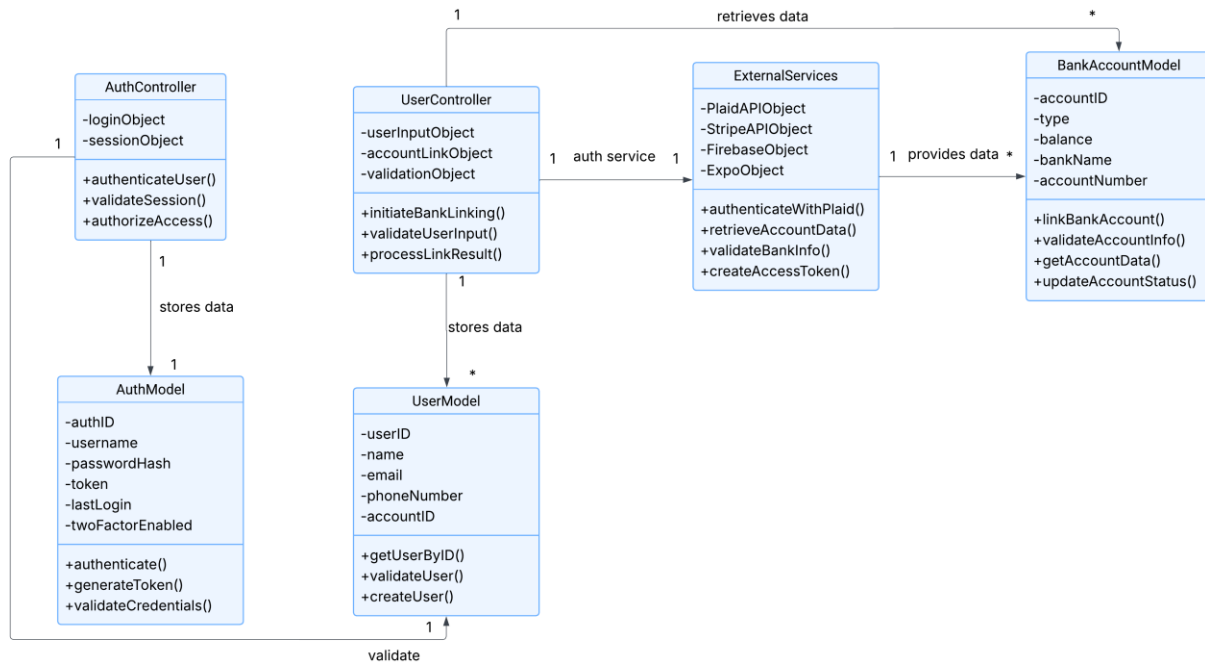 1
retrieves data
*
AuthController
-loginObject
-sessionObject
+authenticateUser()
+validateSession()
+authorizeAccess()
1
1
stores data
1
UserController
-userInputObject
-accountLinkObject
-validationObject
+initiateBankLinking()
+validateUserInput()
+processLinkResult()
1
auth service
1
1
stores data
*
ExternalServices
-PlaidAPIObject
-StripeAPIObject
-FirebaseObject
-ExpoObject
+authenticateWithPlaid()
+retrieveAccountData()
+validateBankInfo()
+createAccessToken()
1
provides data
*
BankAccountModel
-accountID
-type
-balance
-bankName
-accountNumber
+linkBankAccount()
+validateAccountInfo()
+getAccountData()
+updateAccountStatus()
AuthModel
-authID
-username
-passwordHash
-token
-lastLogin
-twoFactorEnabled
+authenticate()
+generateToken()
+validateCredentials()
UserModel
-userID
-name
-email
-phoneNumber
-accountID
+getUserByID()
+validateUser()
+createUser()
1
validate